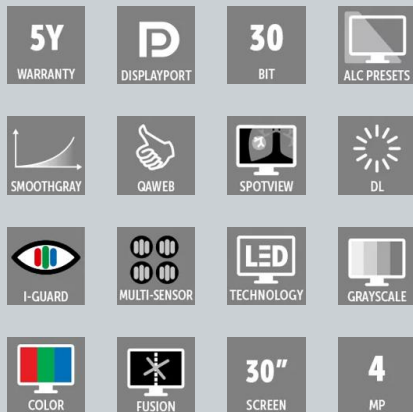 5Y
WARRANTY
D
DISPLAYPORT
30
BIT
ALC PRESETS
SMOOTHGRAY
QAWEB
SPOTVIEW
DL
I-GUARD
MULTI-SENSOR
LED
TECHNOLOGY
GRAYSCALE
COLOR
FUSION
30"
SCREEN
4
MP